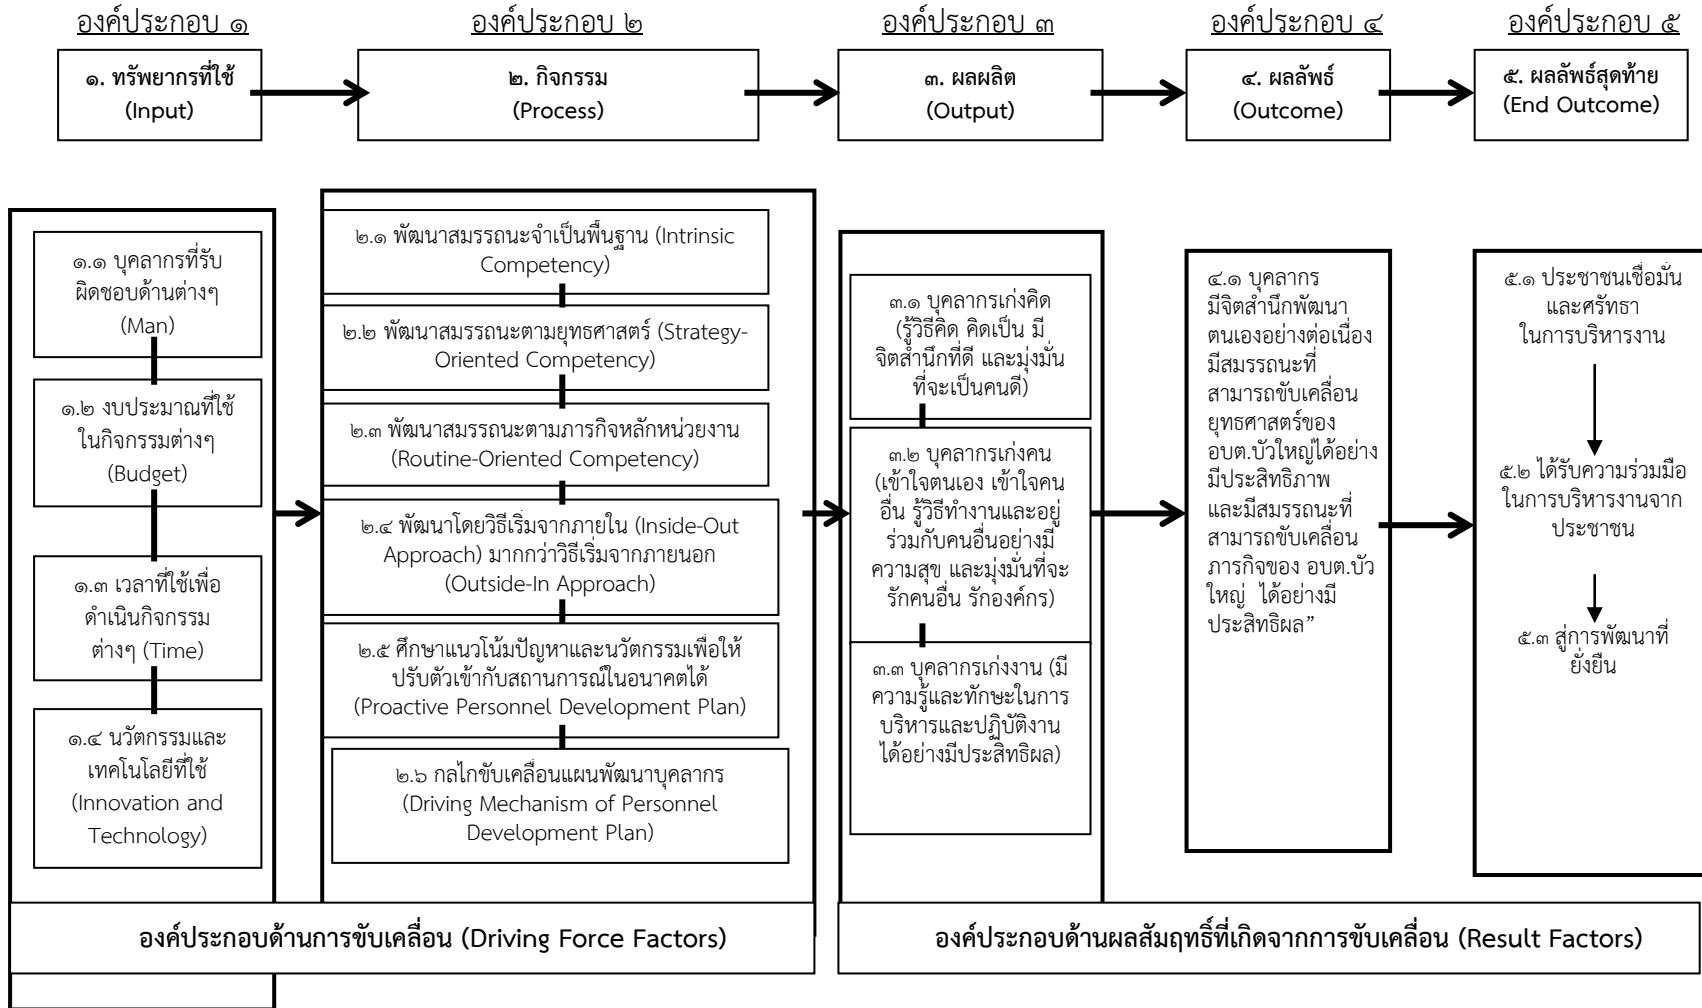 องค์ประกอบ ๑
องค์ประกอบ ๒
องค์ประกอบ ๓
องค์ประกอบ ๔
องค์ประกอบ ๕
๑. ทรัพยากรที่ใช้
(Input)
๒. กิจกรรม
(Process)
๓. ผลผลิต
(Output)
๔. ผลลัพธ์
(Outcome)
๕. ผลลัพธ์สุดท้าย
(End Outcome)
๑.๑ บุคลากรที่รับ
ผิดชอบด้านต่างๆ
(Man)
๑.๒ งบประมาณที่ใช้
ในกิจกรรมต่างๆ
(Budget)
๑.๓ เวลาที่ใช้เพื่อ
ดำเนินกิจกรรม
ต่างๆ (Time)
๑.๔ นวัตกรรมและ
เทคโนโลยีที่ใช้
(Innovation and
Technology)
๒.๑ พัฒนาสมรรถนะจำเป็นพื้นฐาน (Intrinsic
Competency)
๒.๒ พัฒนาสมรรถนะตามยุทธศาสตร์ (Strategy-
Oriented Competency)
๒.๓ พัฒนาสมรรถนะตามภารกิจหลักหน่วยงาน
(Routine-Oriented Competency)
๒.๔ พัฒนาโดยวิธีเริ่มจากภายใน (Inside-Out
Approach) มากกว่าวิธีเริ่มจากภายนอก
(Outside-In Approach)
๒.๕ ศึกษาแนวโน้มปัญหาและนวัตกรรมเพื่อให้
ปรับตัวเข้ากับสถานการณ์ในอนาคตได้
(Proactive Personnel Development Plan)
๒.๖ กลไกขับเคลื่อนแผนพัฒนาบุคลากร
(Driving Mechanism of Personnel
Development Plan)
๓.๑ บุคลากรเก่งคิด
(รู้วิธีคิด คิดเป็น มี
จิตสำนึกที่ดี และมุ่งมั่น
ที่จะเป็นคนดี)
๓.๒ บุคลากรเก่งคน
(เข้าใจตนเอง เข้าใจคน
อื่น รู้วิธีทำงานและอยู่
ร่วมกับคนอื่นอย่างมี
ความสุข และมุ่งมั่นที่จะ
รักคนอื่น รักองค์กร)
๓.๓ บุคลากรเก่งงาน (มี
ความรู้และทักษะในการ
บริหารและปฏิบัติงาน
ได้อย่างมีประสิทธิผล)
๔.๑ บุคลากร
มีจิตสำนึกพัฒนา
ตนเองอย่างต่อเนื่อง
มีสมรรถนะที่
สามารถขับเคลื่อน
ยุทธศาสตร์ของ
อบต.บัวใหญ่ได้อย่าง
มีประสิทธิภาพ
และมีสมรรถนะที่
สามารถขับเคลื่อน
ภารกิจของ อบต.บัว
ใหญ่ ได้อย่างมี
ประสิทธิผล”
๕.๑ ประชาชนเชื่อมั่น
และศรัทธา
ในการบริหารงาน
๕.๒ ได้รับความร่วมมือ
ในการบริหารงานจาก
ประชาชน
๕.๓ สู่การพัฒนาที่
ยั่งยืน
องค์ประกอบด้านการขับเคลื่อน (Driving Force Factors)
องค์ประกอบด้านผลสัมฤทธิ์ที่เกิดจากการขับเคลื่อน (Result Factors)